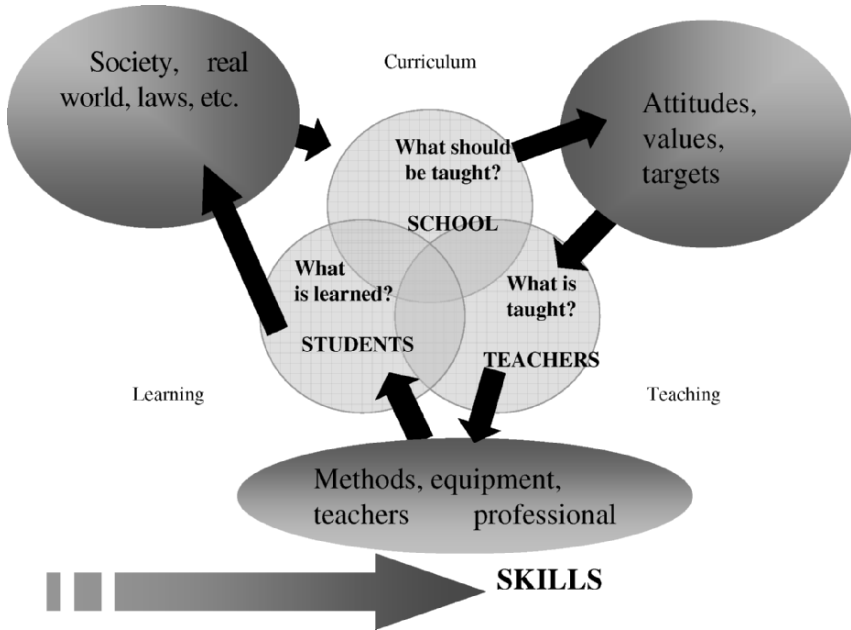 Society, real
world, laws, etc.
Curriculum
Attitudes,
values,
targets
What should
be taught?
SCHOOL
What
is learned?
STUDENTS
What is
taught?
TEACHERS
Learning
Teaching
Methods, equipment,
teachers professional
SKILLS